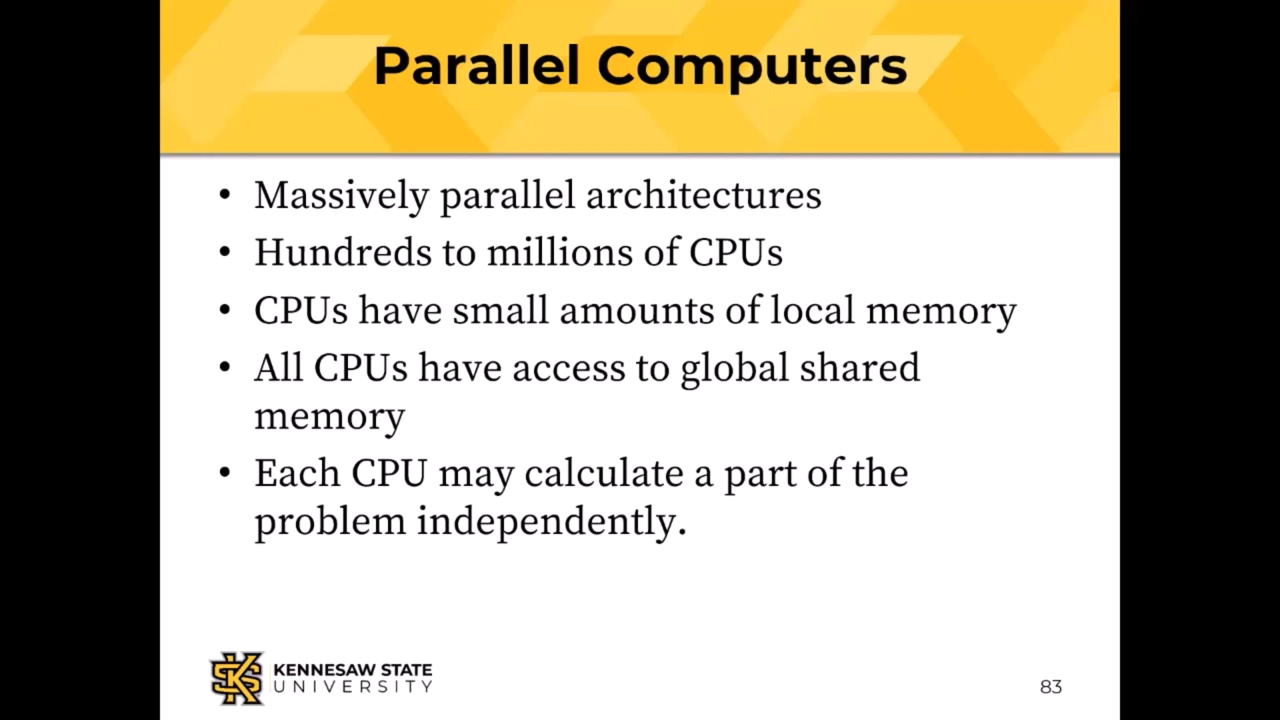 Parallel Computers
• Massively parallel architectures
• Hundreds to millions of CPUs
• CPUs have small amounts of local memory
• All CPUs have access to global shared
memory
• Each CPU may calculate a part of the
problem independently.
KS
KENNESAW STATE
UNIVERSITY
83